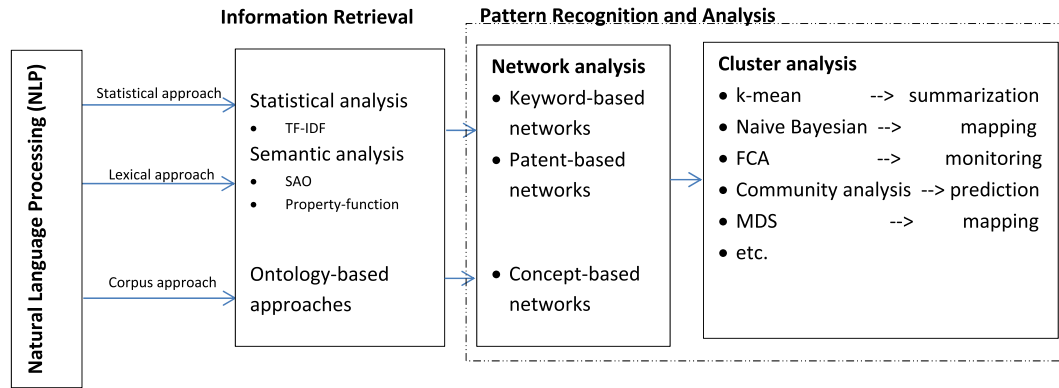 Information Retrieval
Pattern Recognition and Analysis
Natural Language Processing (NLP)
Statistical approach
Lexical approach
Corpus approach
Statistical analysis
• TF-IDF
Semantic analysis
• SAO
• Property-function
Ontology-based
approaches
Network analysis
• Keyword-based
networks
• Patent-based
networks
• Concept-based
networks
Cluster analysis
• k-mean --> summarization
• Naive Bayesian --> mapping
• FCA --> monitoring
• Community analysis --> prediction
• MDS --> mapping
• etc.